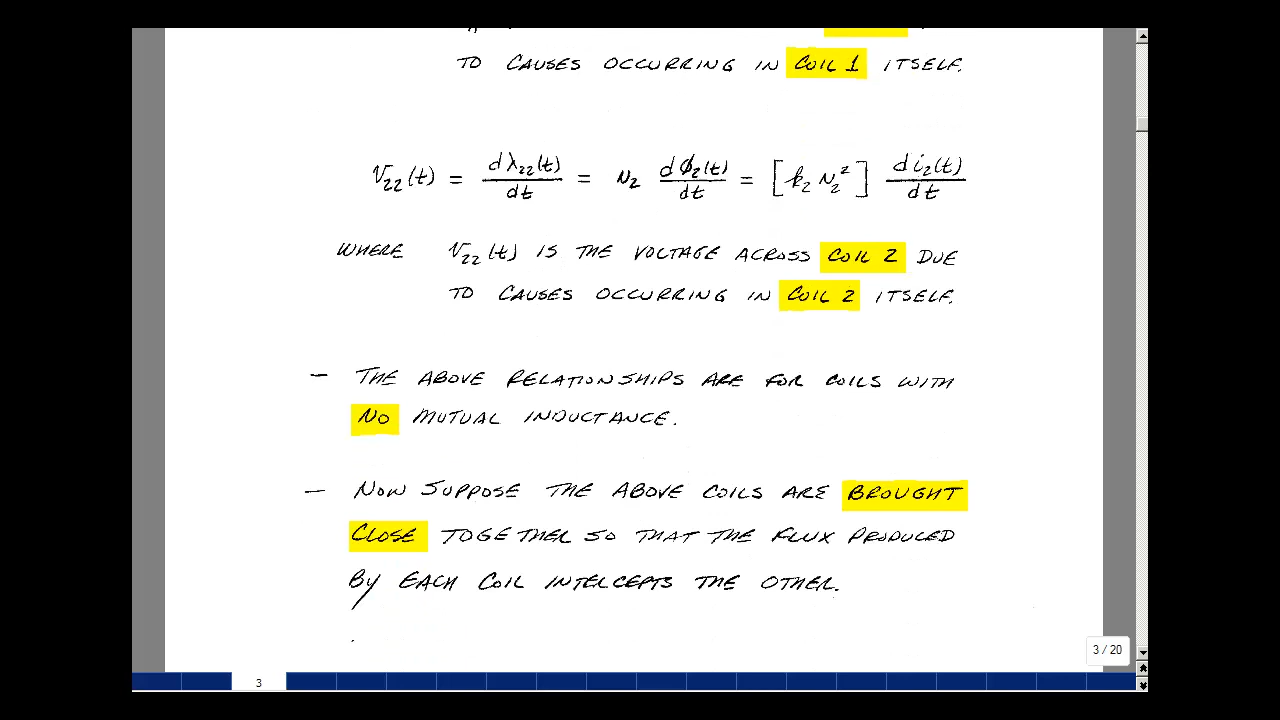 TO CAUSES OCCURRING IN COIL 1 ITSELF.
V₂₂(t) = dλ₂₂(t)/dt = N₂ dϕ₂(t)/dt = [k₂ N₂²] di₂(t)/dt
WHERE V₂₂(t) IS THE VOLTAGE ACROSS COIL 2 DUE
TO CAUSES OCCURRING IN COIL 2 ITSELF.
- THE ABOVE RELATIONSHIPS ARE FOR COILS WITH
NO MUTUAL INDUCTANCE.
- NOW SUPPOSE THE ABOVE COILS ARE BROUGHT
CLOSE TOGETHER SO THAT THE FLUX PRODUCED
BY EACH COIL INTERCEPTS THE OTHER.
3 / 20
3